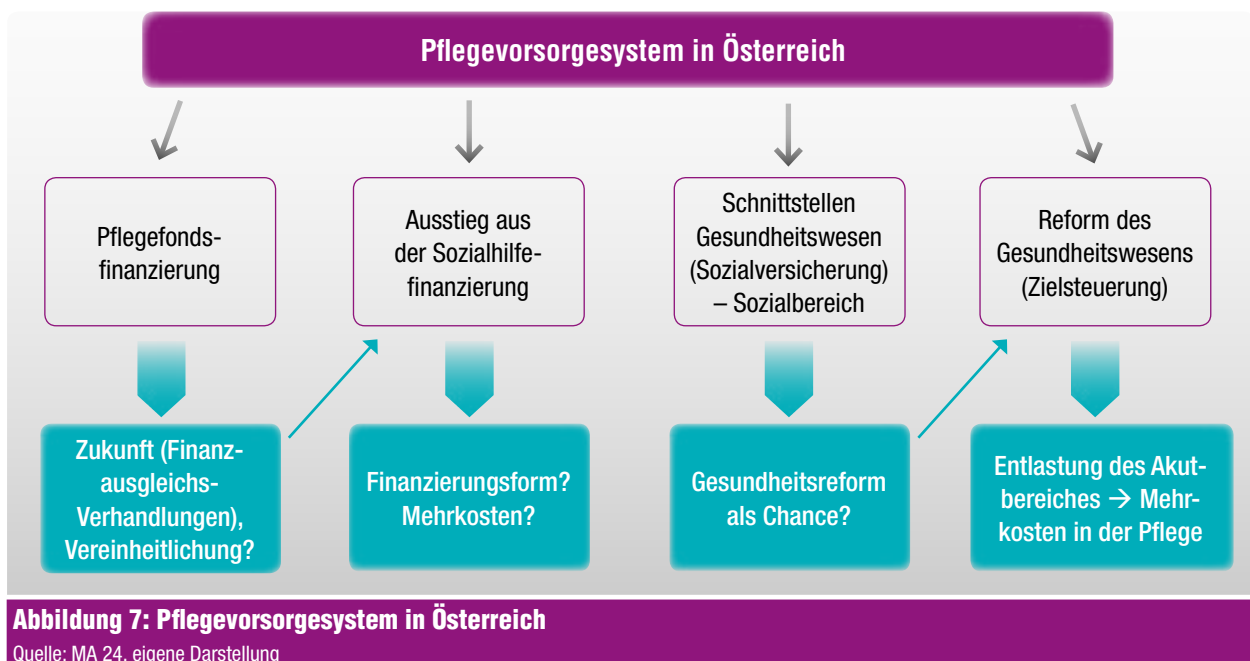 Pflegevorsorgesystem in Österreich
Pflegefonds-
finanzierung
Ausstieg aus
der Sozialhilfe-
finanzierung
Schnittstellen
Gesundheitswesen
(Sozialversicherung)
– Sozialbereich
Reform des
Gesundheitswesens
(Zielsteuerung)
Zukunft (Finanz-
ausgleichs-
Verhandlungen),
Vereinheitlichung?
Finanzierungsform?
Mehrkosten?
Gesundheitsreform
als Chance?
Entlastung des Akut-
bereiches → Mehr-
kosten in der Pflege
Abbildung 7: Pflegevorsorgesystem in Österreich
Quelle: MA 24, eigene Darstellung